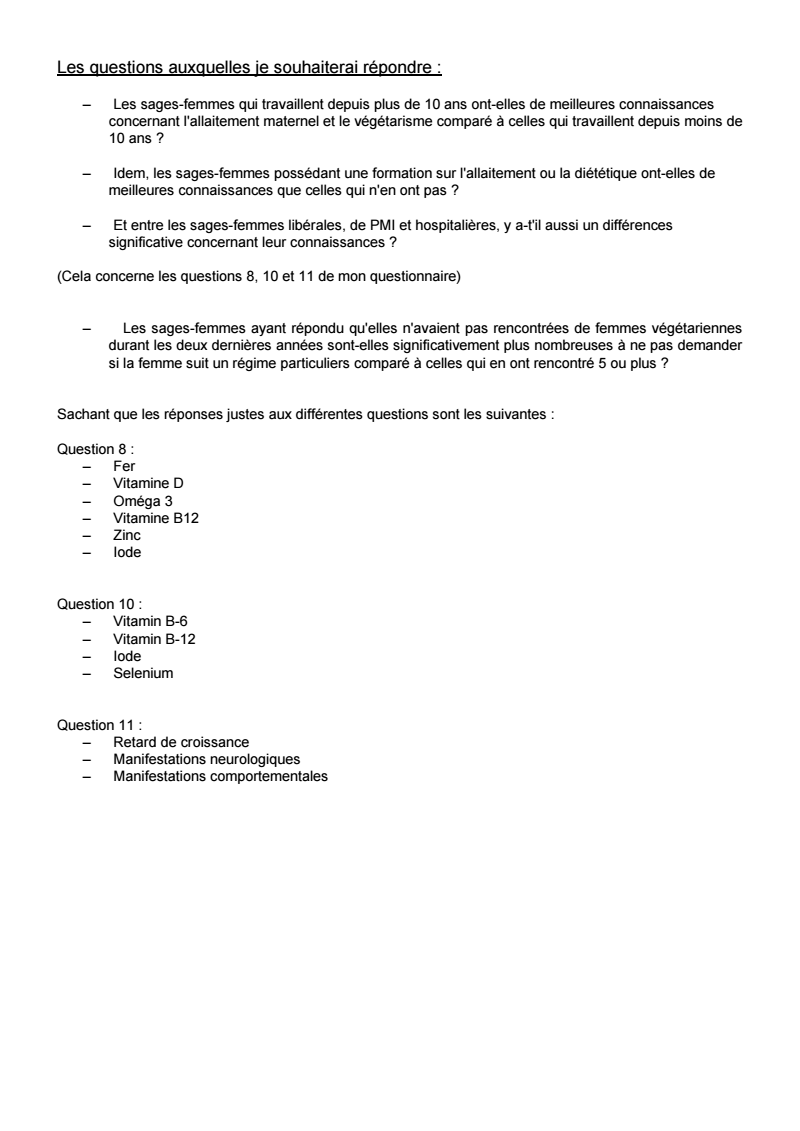 Les questions auxquelles je souhaiterai répondre :
– Les sages-femmes qui travaillent depuis plus de 10 ans ont-elles de meilleures connaissances
concernant l'allaitement maternel et le végétarisme comparé à celles qui travaillent depuis moins de
10 ans ?
– Idem, les sages-femmes possédant une formation sur l'allaitement ou la diététique ont-elles de
meilleures connaissances que celles qui n'en ont pas ?
– Et entre les sages-femmes libérales, de PMI et hospitalières, y a-t'il aussi un différences
significative concernant leur connaissances ?
(Cela concerne les questions 8, 10 et 11 de mon questionnaire)
– Les sages-femmes ayant répondu qu'elles n'avaient pas rencontrées de femmes végétariennes
durant les deux dernières années sont-elles significativement plus nombreuses à ne pas demander
si la femme suit un régime particuliers comparé à celles qui en ont rencontré 5 ou plus ?
Sachant que les réponses justes aux différentes questions sont les suivantes :
Question 8 :
– Fer
– Vitamine D
– Oméga 3
– Vitamine B12
– Zinc
– Iode
Question 10 :
– Vitamin B-6
– Vitamin B-12
– Iode
– Selenium
Question 11 :
– Retard de croissance
– Manifestations neurologiques
– Manifestations comportementales